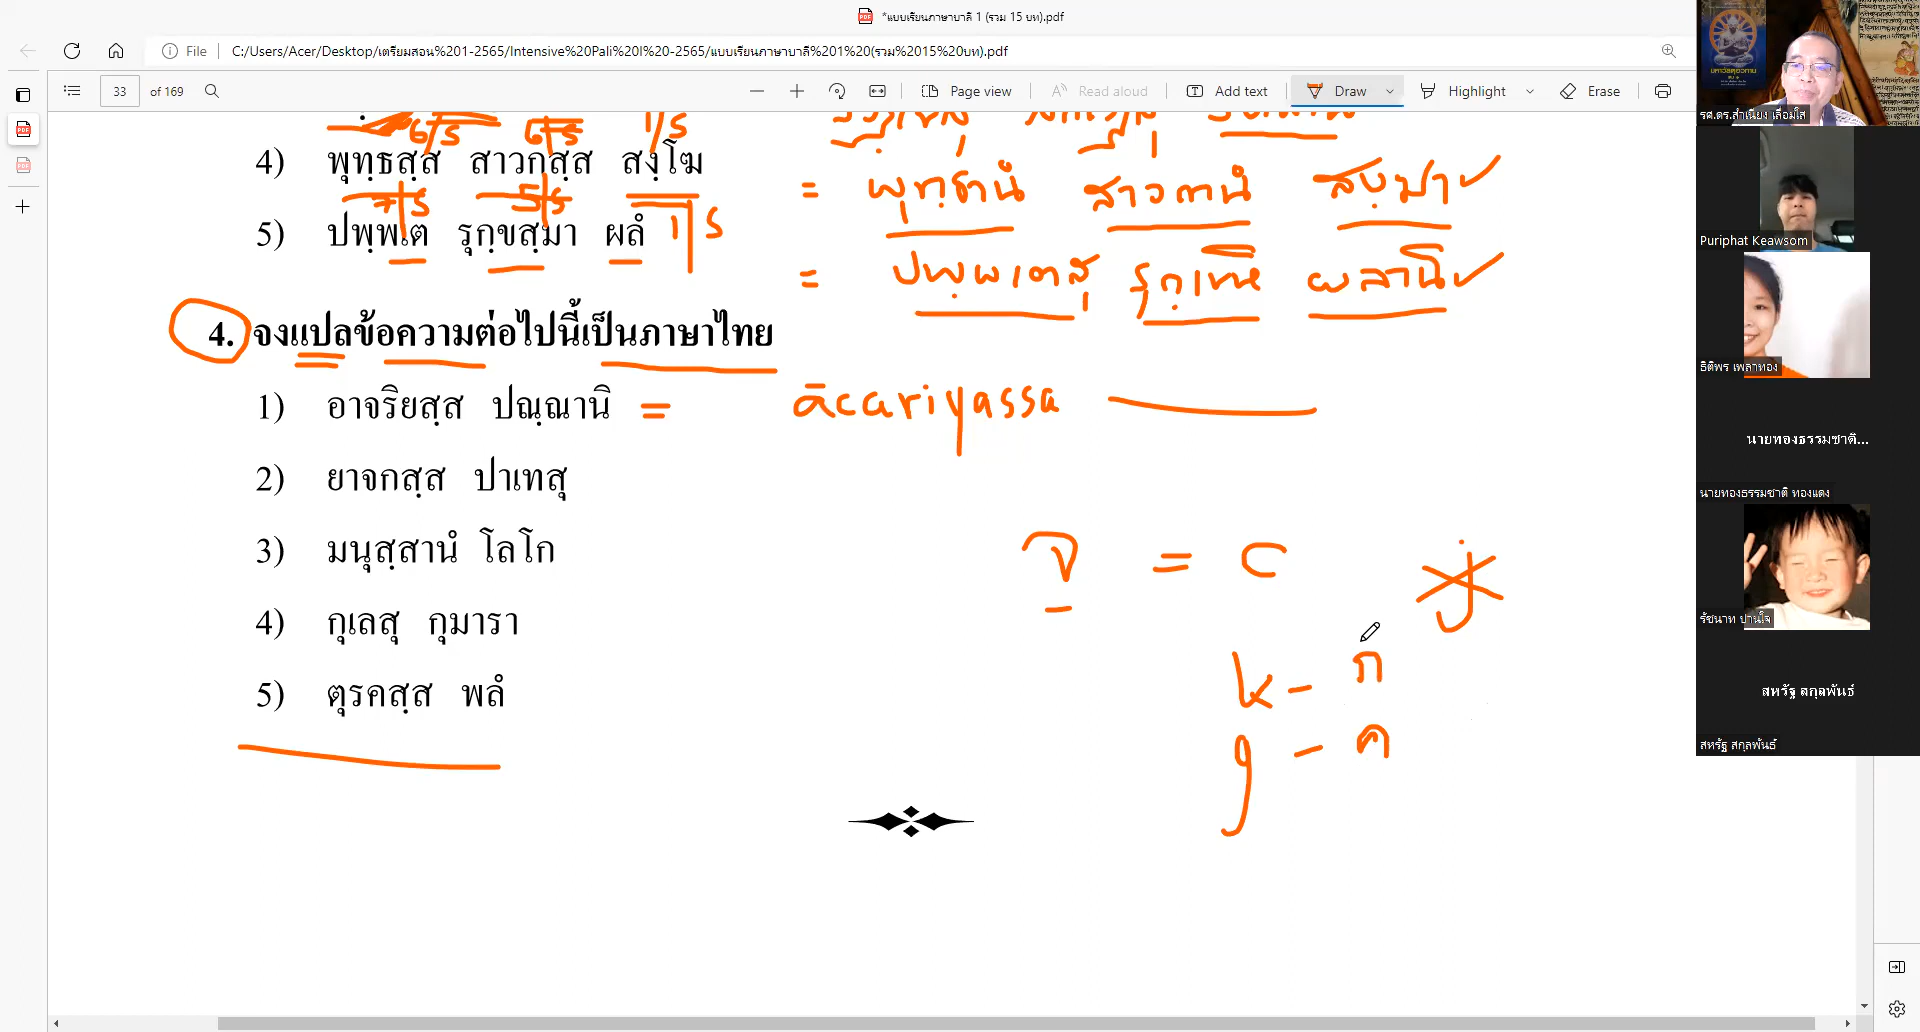 *แบบเรียนภาษาบาลี 1 (รวม 15 บท).pdf
File C:/Users/Acer/Desktop/เตรียมสอน%201-2565/Intensive%20Pali%20I%20-2565/แบบเรียนภาษาบาลี%201%20(รวม%2015%20บท).pdf
33 of 169 Page view Read aloud Add text Draw Highlight Erase
6/S 6/S 1/S
4) พุทฺธสฺส สาวกสฺส สงฺโฆ = พุทฺธานํ สาวกานํ สงฺฆา
7/S 5/S
5) ปพฺพเต รุกฺขสฺมา ผลํ 1/S
= ปพฺพเตสุ รุกฺเขหิ ผลานิ
4. จงแปลข้อความต่อไปนี้เป็นภาษาไทย
1) อาจริยสฺส ปณฺณานิ = ācariyassa
2) ยาจกสฺส ปาเทสุ
3) มนุสฺสานํ โลโก
จ = c j
4) กุเลสุ กุมารา
k - ก
5) ตุรคสฺส พลํ
g - ค
รศ.ดร.สำเนียง เลื่อมใส
Puriphat Keawsom
ธิติพร เพลาทอง
นายทองธรรมชาติ...
นายทองธรรมชาติ ทองแดง
รัชนาท ปานใจ
สหรัฐ สกุลพันธ์
สหรัฐ สกุลพันธ์